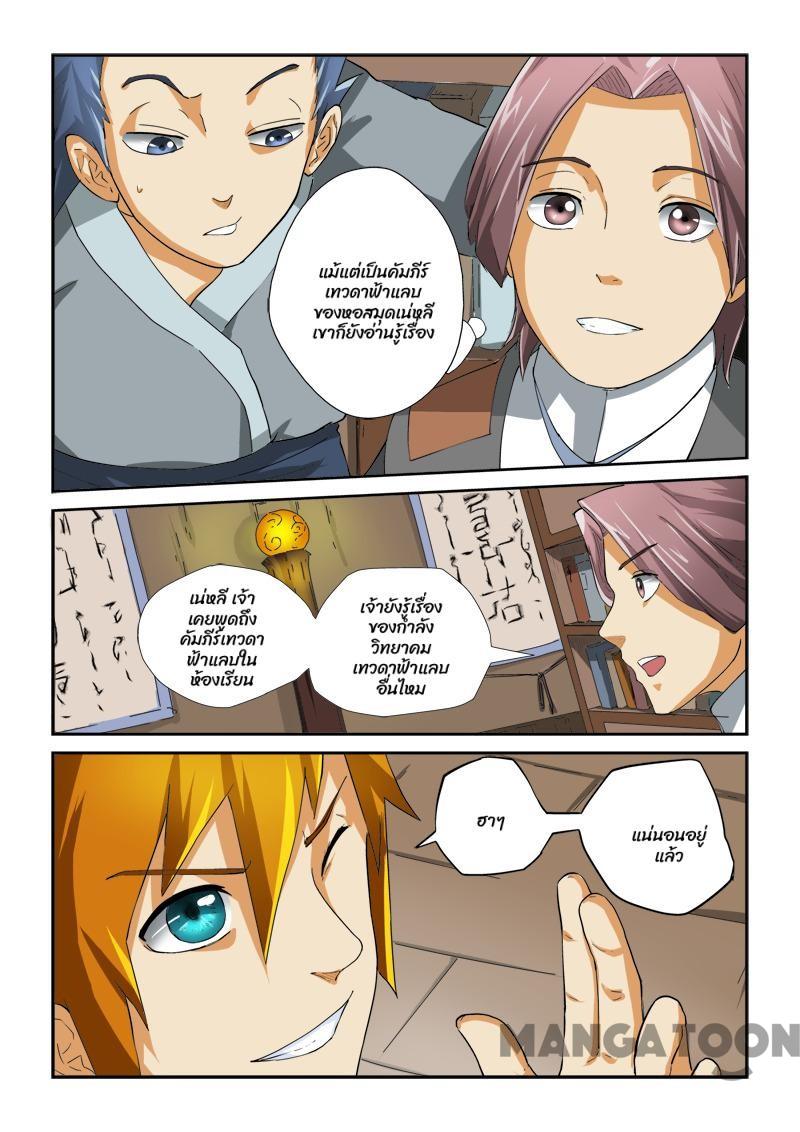 แม้แต่เป็นคัมภีร์
เทวดาฟ้าแลบ
ของหอสมุดเน่หลี
เขาก็ยังอ่านรู้เรื่อง
เน่หลี เจ้า
เคยพูดถึง
คัมภีร์เทวดา
ฟ้าแลบใน
ห้องเรียน
เจ้ายังรู้เรื่อง
ของกำลัง
วิทยาคม
เทวดาฟ้าแลบ
อื่นไหม
ฮาๆ
แน่นอนอยู่
แล้ว
MANGATOON